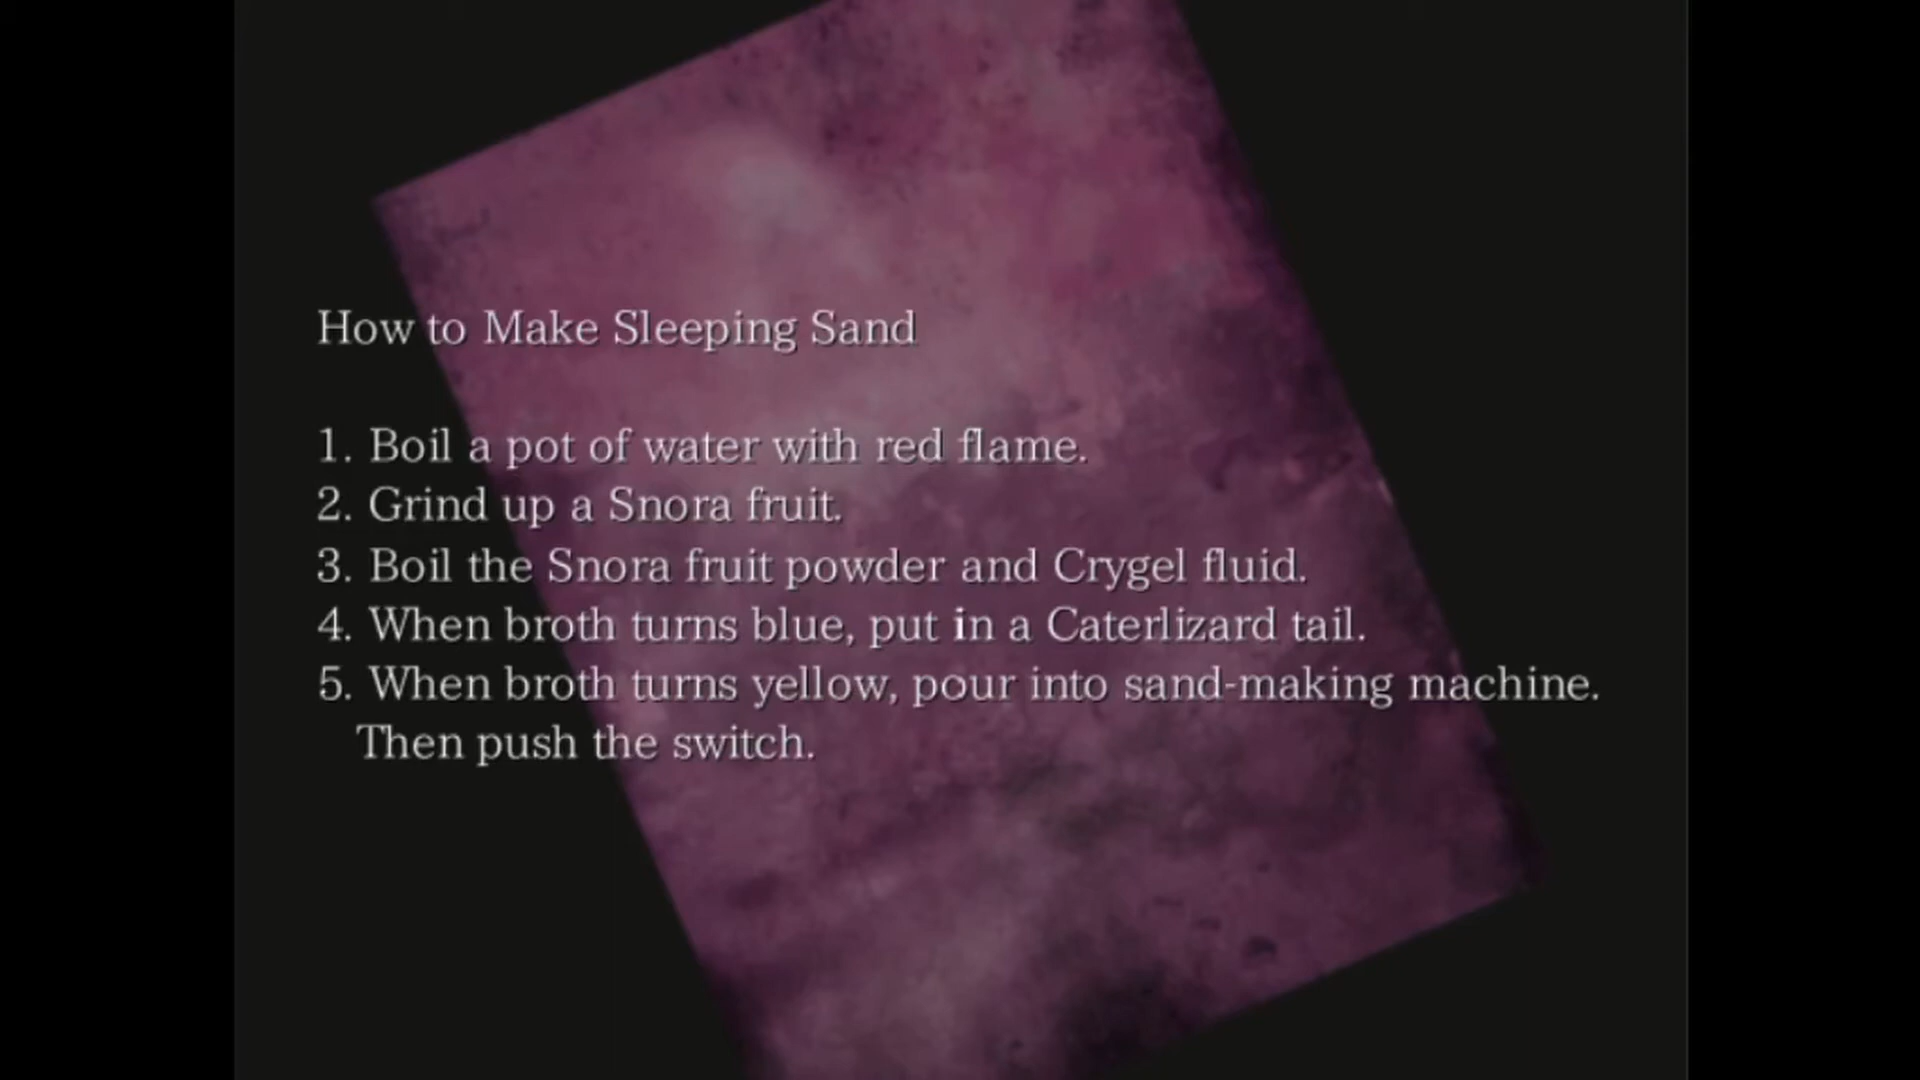 How to Make Sleeping Sand
1. Boil a pot of water with red flame.
2. Grind up a Snora fruit.
3. Boil the Snora fruit powder and Crygel fluid.
4. When broth turns blue, put in a Caterlizard tail.
5. When broth turns yellow, pour into sand-making machine.
Then push the switch.